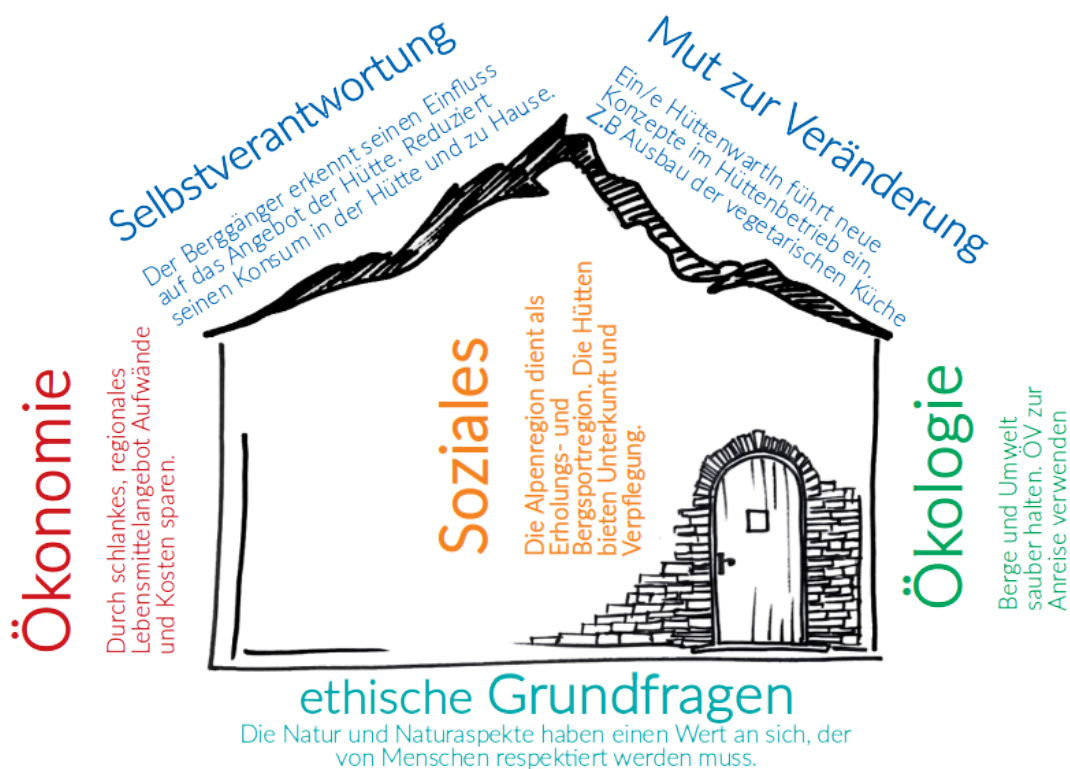 Selbstverantwortung
Der Berggänger erkennt seinen Einfluss
auf das Angebot der Hütte. Reduziert
seinen Konsum in der Hütte und zu Hause.
Mut zur Veränderung
Ein/e HüttenwartIn führt neue
Konzepte im Hüttenbetrieb ein,
Z.B Ausbau der vegetarischen Küche
Ökonomie
Durch schlankes, regionales
Lebensmittelangebot Aufwände
und Kosten sparen.
Soziales
Die Alpenregion dient als
Erholungs- und
Bergsportregion. Die Hütten
bieten Unterkunft und
Verpflegung.
Ökologie
Berge und Umwelt
sauber halten. ÖV zur
Anreise verwenden
ethische Grundfragen
Die Natur und Naturaspekte haben einen Wert an sich, der
von Menschen respektiert werden muss.